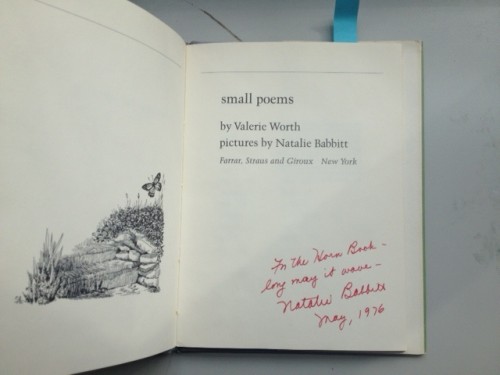 small poems
by Valerie Worth
pictures by Natalie Babbitt
Farrar, Straus and Giroux New York
For the Horn Book -
long may it wave -
Natalie Babbitt
May, 1976